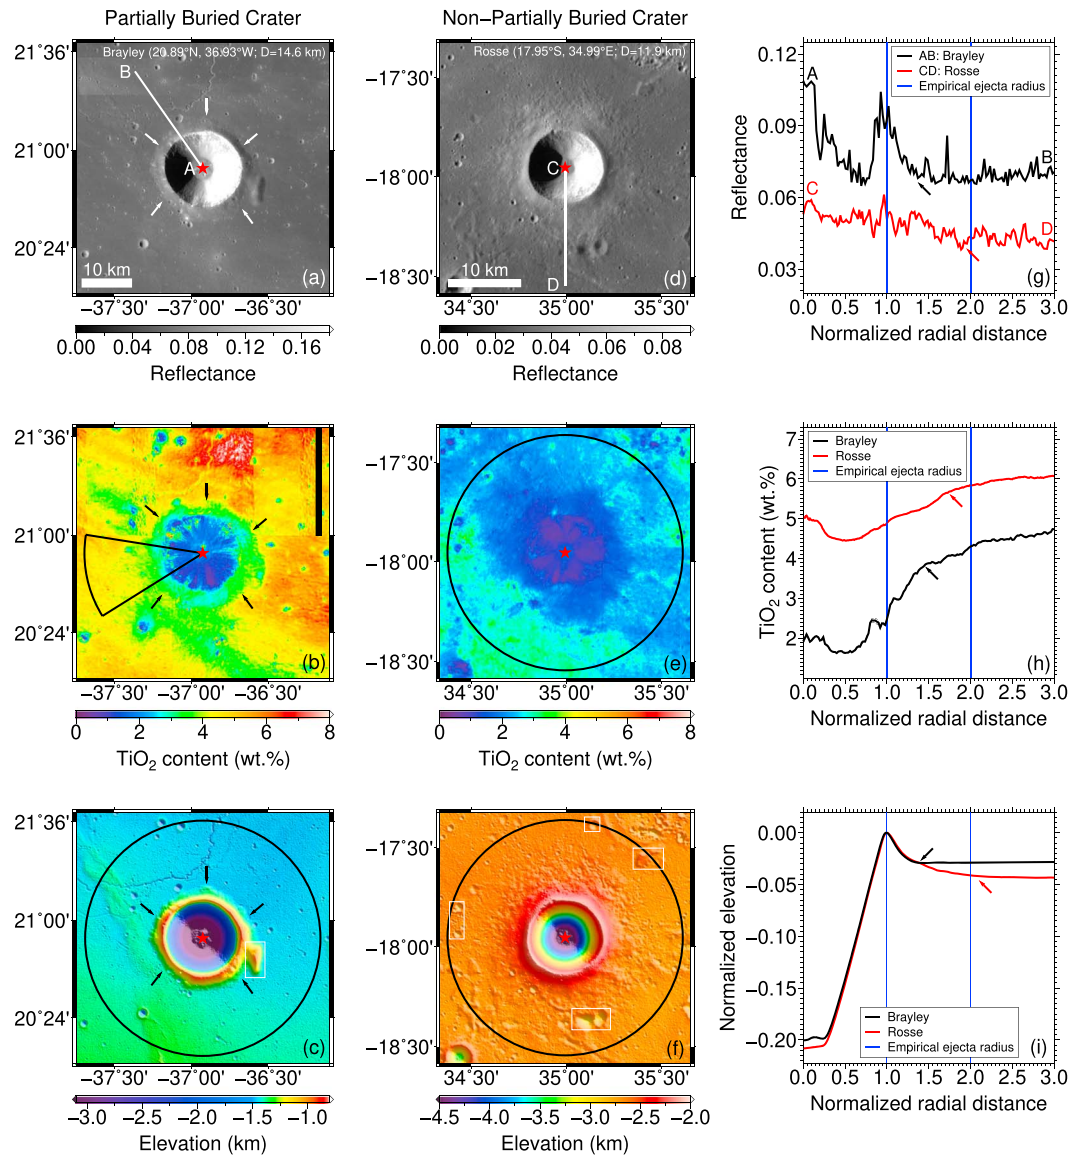 Partially Buried Crater
Non−Partially Buried Crater
Brayley (20.89°N, 36.93°W; D=14.6 km)
B
A
10 km
(a)
21°36'
21°00'
20°24'
−37°30'
−37°00'
−36°30'
0.00
0.04
0.08
0.12
0.16
Reflectance
Rosse (17.95°S, 34.99°E; D=11.9 km)
C
D
10 km
(d)
−17°30'
−18°00'
−18°30'
34°30'
35°00'
35°30'
0.00
0.02
0.04
0.06
0.08
Reflectance
0.12
0.09
0.06
0.03
Reflectance
A
B
C
D
AB: Brayley
CD: Rosse
Empirical ejecta radius
(g)
0.0 0.5 1.0 1.5 2.0 2.5 3.0
Normalized radial distance
21°36'
21°00'
20°24'
(b)
−37°30'
−37°00'
−36°30'
0 2 4 6 8
TiO₂ content (wt.%)
−17°30'
−18°00'
−18°30'
(e)
34°30'
35°00'
35°30'
0 2 4 6 8
TiO₂ content (wt.%)
7
6
5
4
3
2
TiO₂ content (wt.%)
Brayley
Rosse
Empirical ejecta radius
(h)
0.0 0.5 1.0 1.5 2.0 2.5 3.0
Normalized radial distance
21°36'
21°00'
20°24'
(c)
−37°30'
−37°00'
−36°30'
−3.0 −2.5 −2.0 −1.5 −1.0
Elevation (km)
−17°30'
−18°00'
−18°30'
(f)
34°30'
35°00'
35°30'
−4.5 −4.0 −3.5 −3.0 −2.5 −2.0
Elevation (km)
0.00
−0.05
−0.10
−0.15
−0.20
Normalized elevation
Brayley
Rosse
Empirical ejecta radius
(i)
0.0 0.5 1.0 1.5 2.0 2.5 3.0
Normalized radial distance